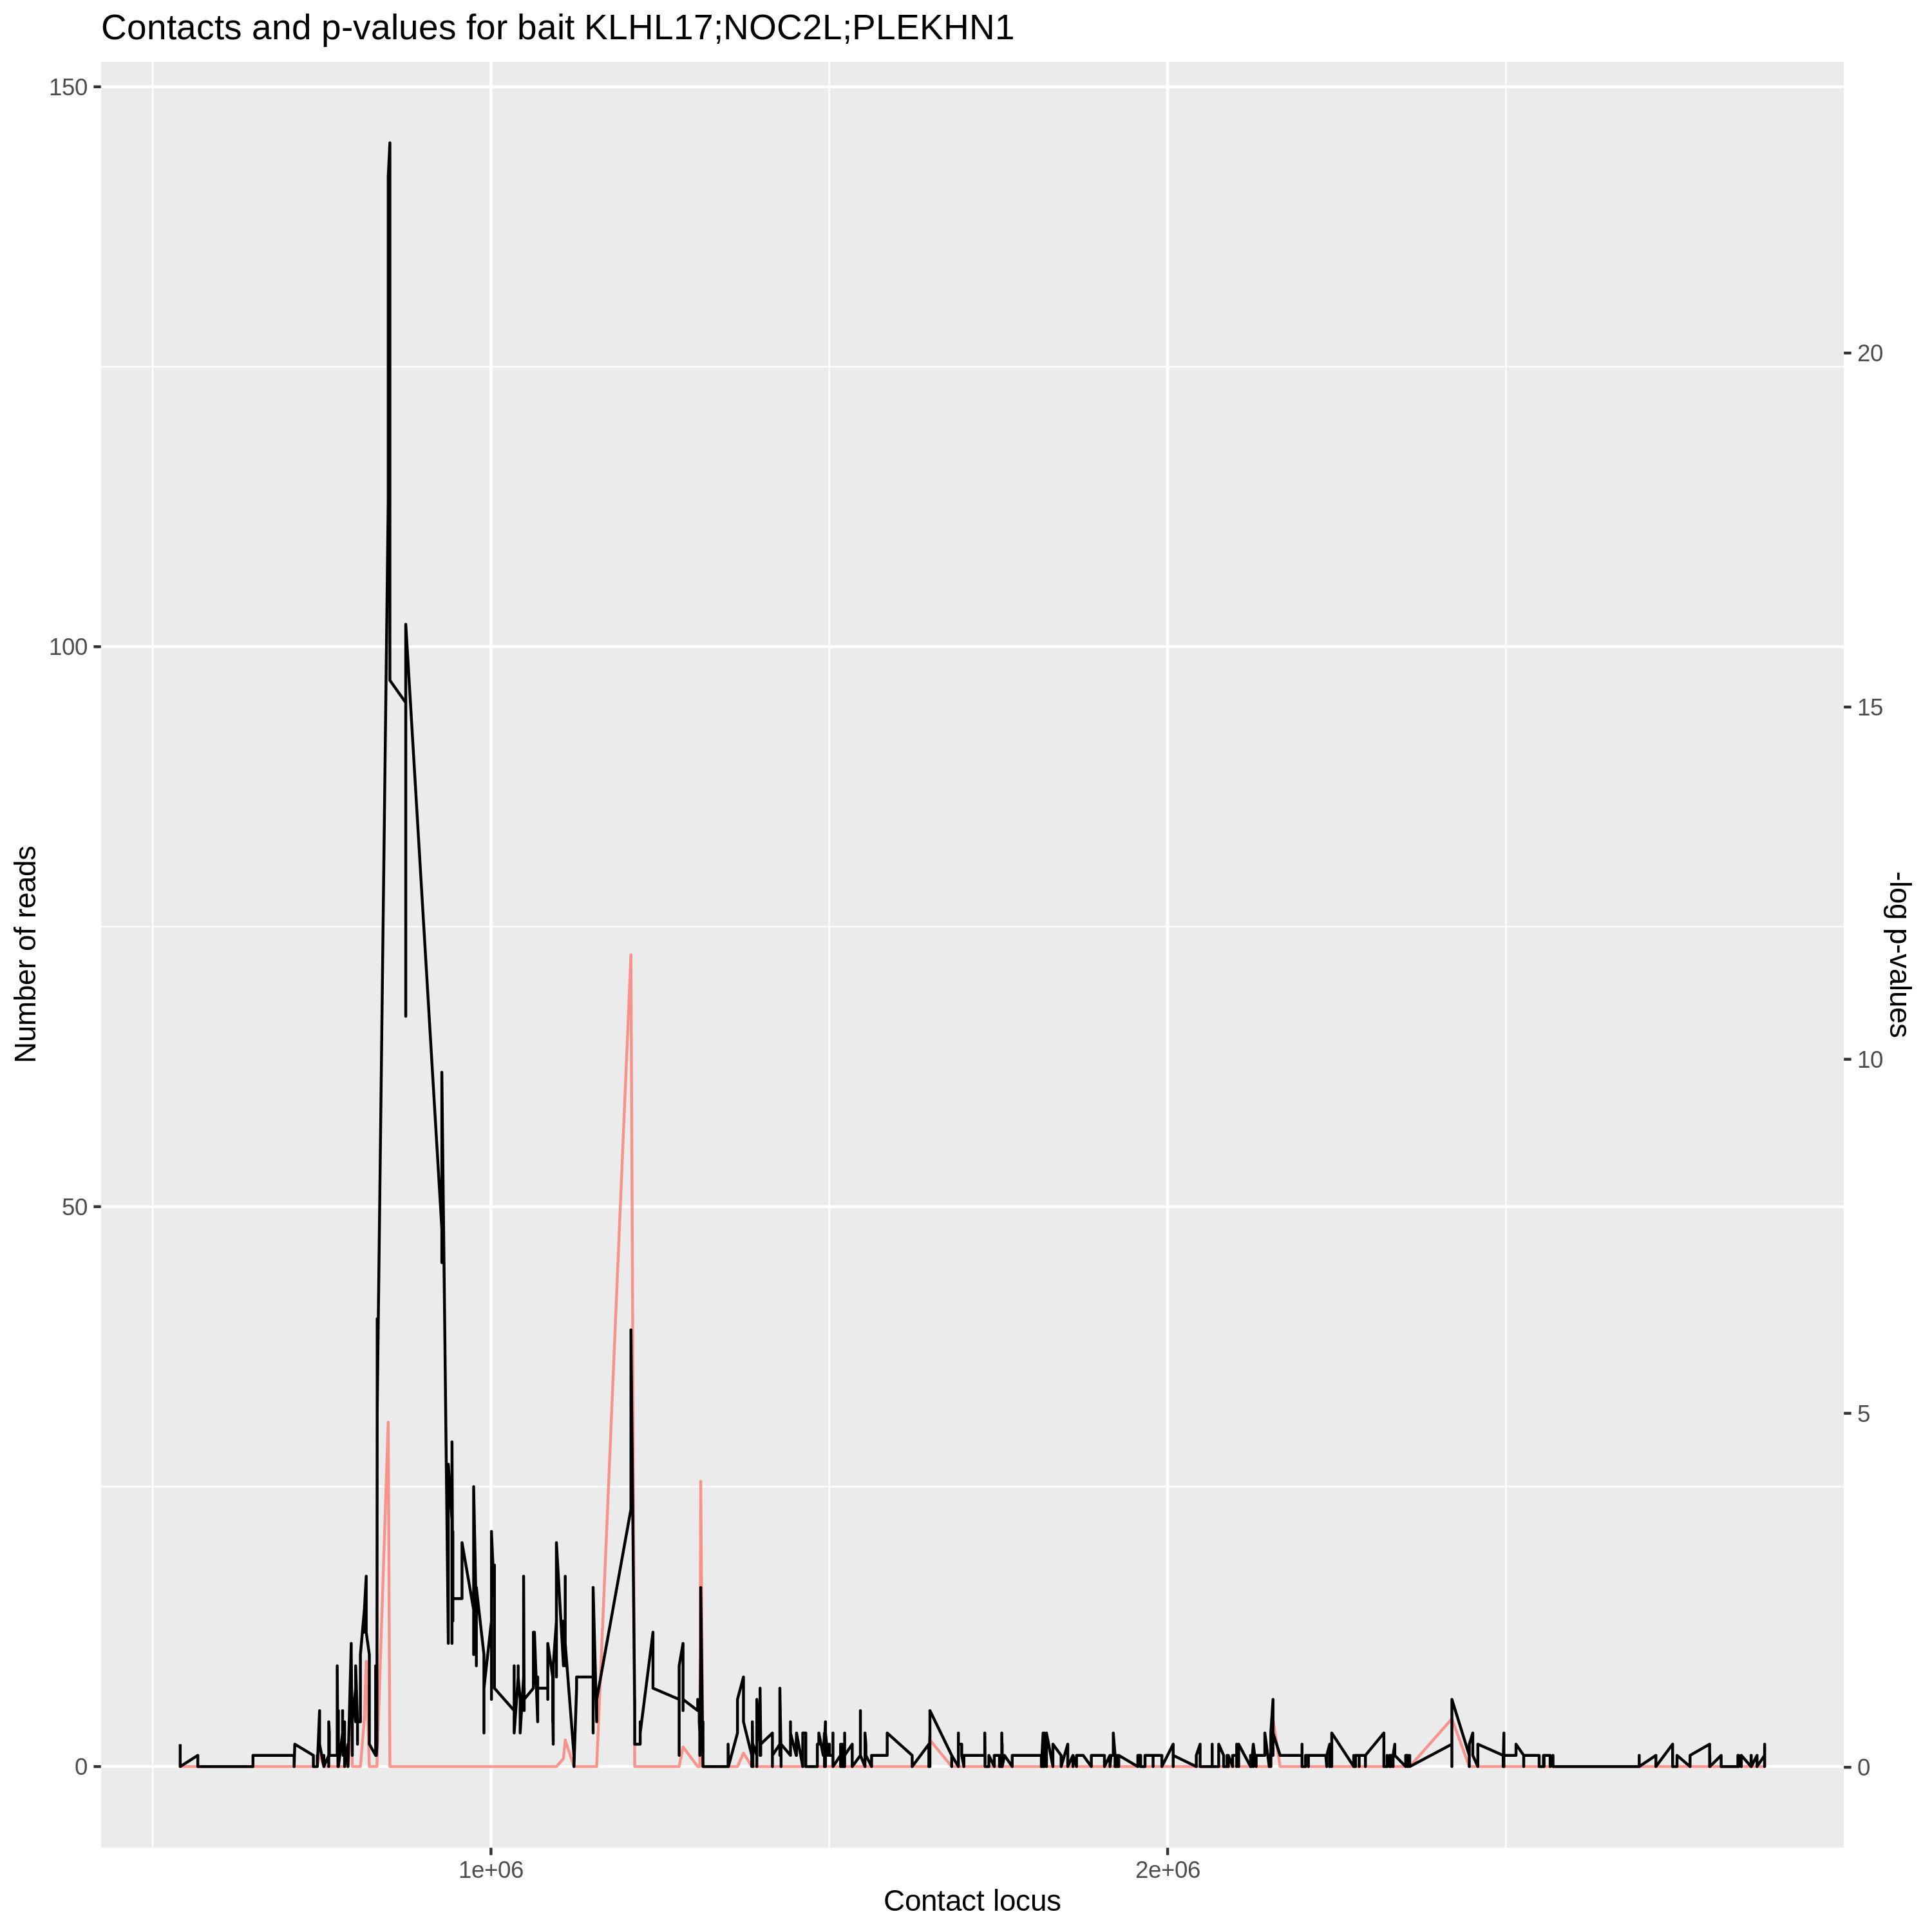 Contacts and p-values for bait KLHL17;NOC2L;PLEKHN1
150
100
50
0
Number of reads
20
15
10
5
0
-log p-values
1e+06
2e+06
Contact locus